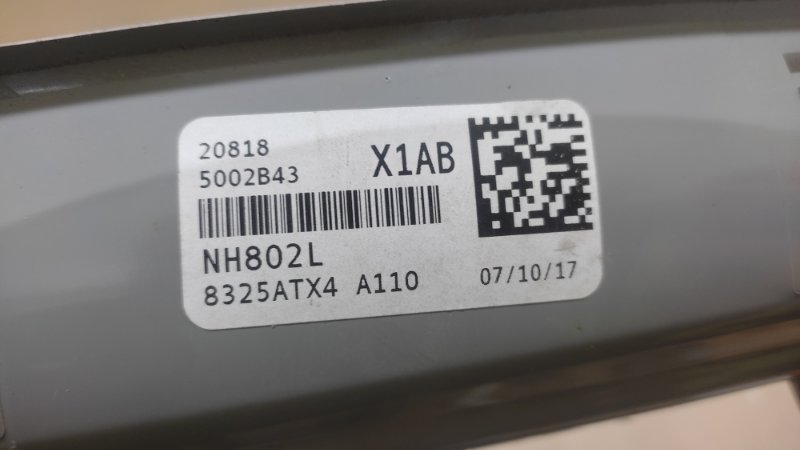 20818
5002B43
X1AB
NH802L
8325ATX4 A110
07/10/17